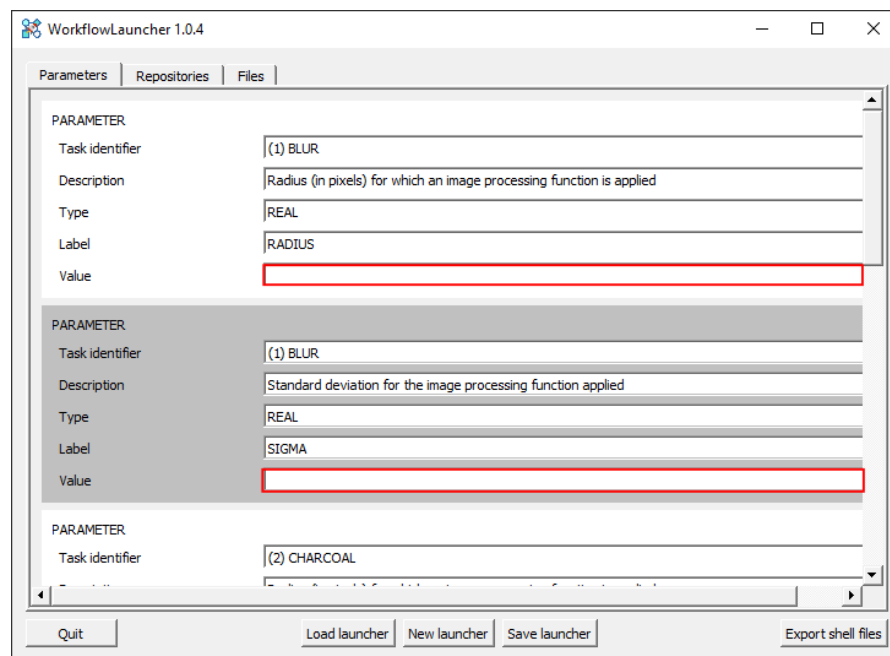 WorkflowLauncher 1.0.4
Parameters Repositories Files
PARAMETER
Task identifier (1) BLUR
Description Radius (in pixels) for which an image processing function is applied
Type REAL
Label RADIUS
Value
PARAMETER
Task identifier (1) BLUR
Description Standard deviation for the image processing function applied
Type REAL
Label SIGMA
Value
PARAMETER
Task identifier (2) CHARCOAL
Quit Load launcher New launcher Save launcher Export shell files